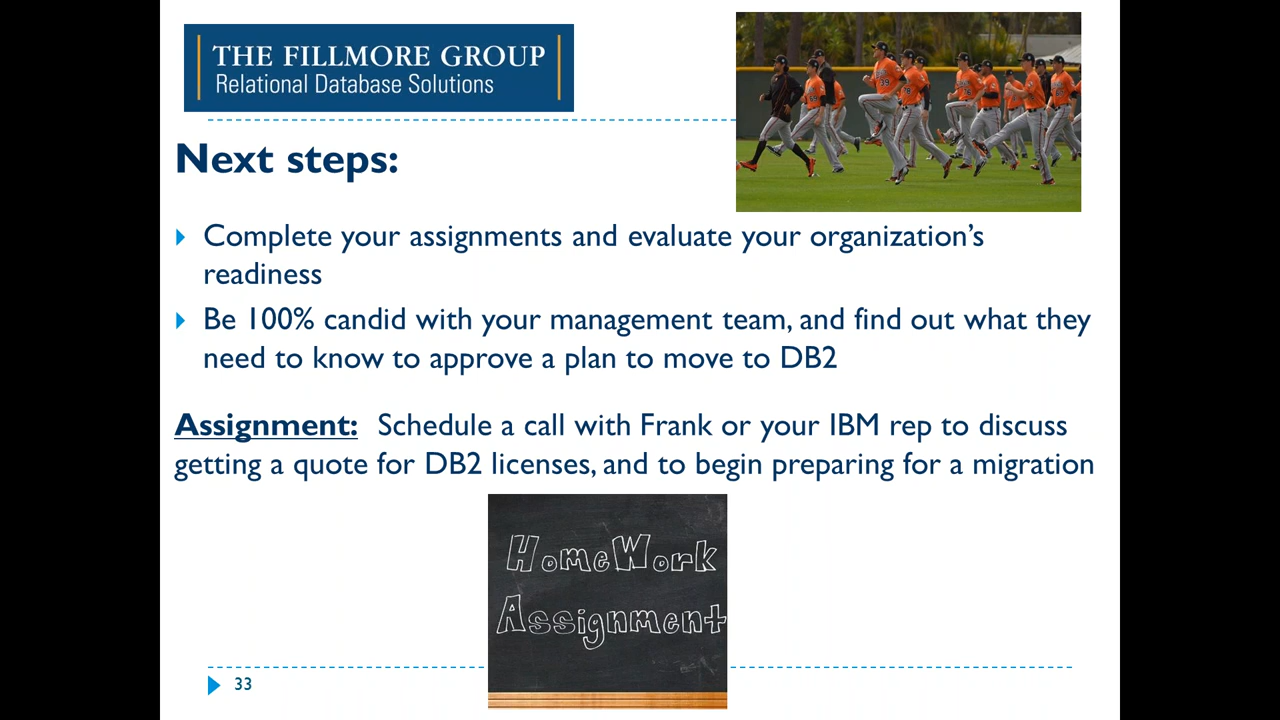 THE FILLMORE GROUP
Relational Database Solutions
Next steps:
Complete your assignments and evaluate your organization's
readiness
Be 100% candid with your management team, and find out what they
need to know to approve a plan to move to DB2
Assignment: Schedule a call with Frank or your IBM rep to discuss
getting a quote for DB2 licenses, and to begin preparing for a migration
HomeWork
Assignment
33